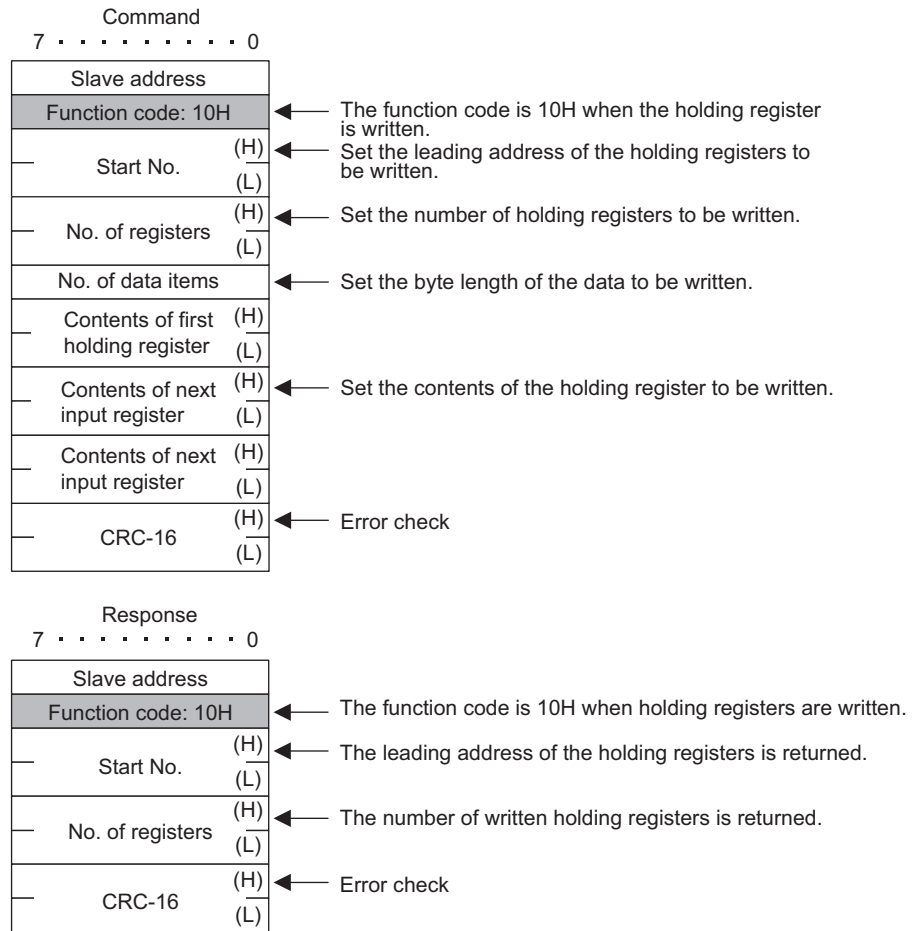 Command
7 · · · · · · · · · 0
Slave address
Function code: 10H
The function code is 10H when the holding register
is written.
Start No.
(H)
(L)
Set the leading address of the holding registers to
be written.
No. of registers
(H)
(L)
Set the number of holding registers to be written.
No. of data items
Set the byte length of the data to be written.
Contents of first
holding register
(H)
(L)
Contents of next
input register
(H)
(L)
Set the contents of the holding register to be written.
Contents of next
input register
(H)
(L)
CRC-16
(H)
(L)
Error check
Response
7 · · · · · · · · · 0
Slave address
Function code: 10H
The function code is 10H when holding registers are written.
Start No.
(H)
(L)
The leading address of the holding registers is returned.
No. of registers
(H)
(L)
The number of written holding registers is returned.
CRC-16
(H)
(L)
Error check